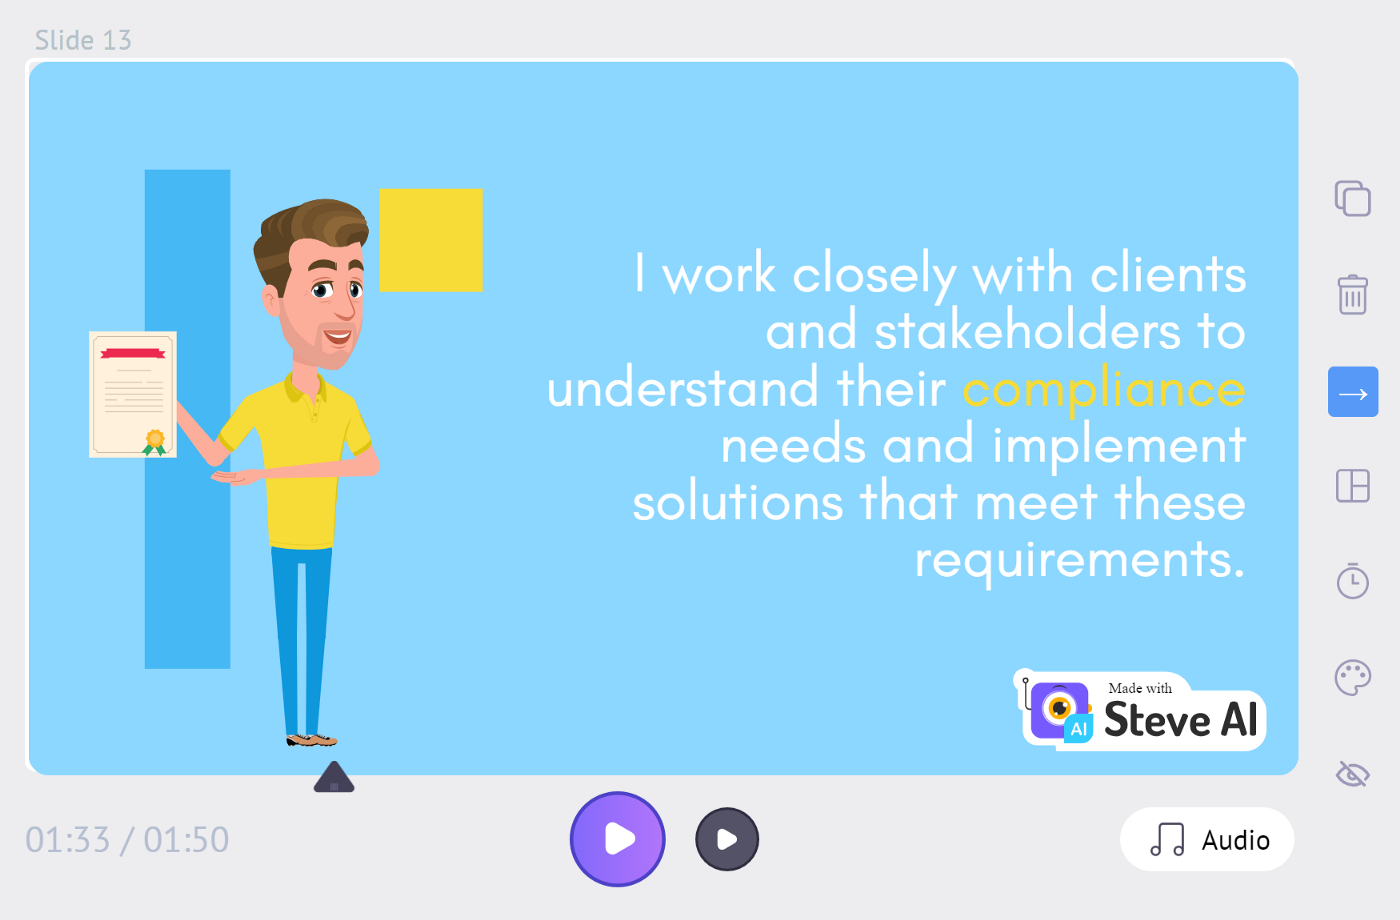 Slide 13
I work closely with clients
and stakeholders to
understand their compliance
needs and implement
solutions that meet these
requirements.
Made with
AI
Steve AI
01:33 / 01:50
Audio